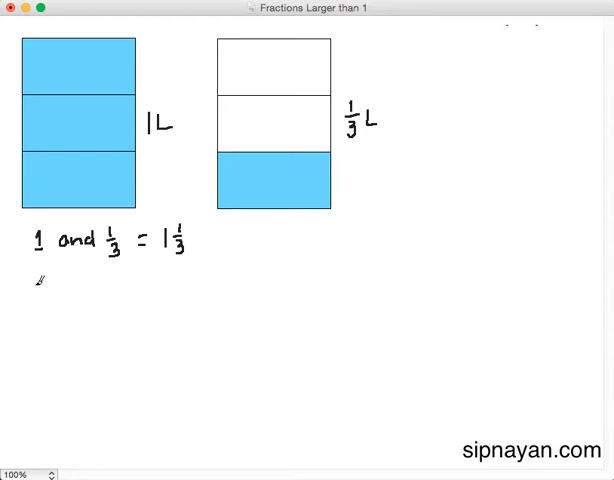 Fractions Larger than 1
1L
1/3 L
1 and 1/3 = 1 1/3
sipnayan.com
100%